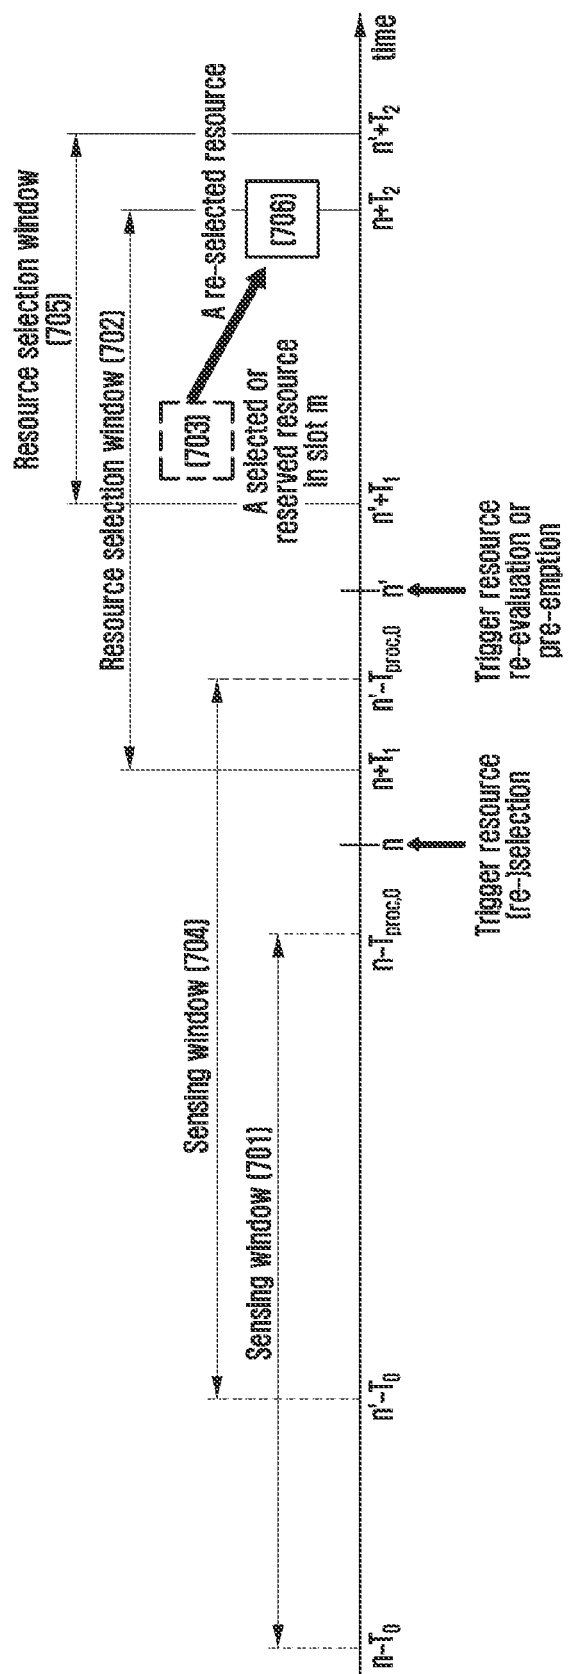 Resource selection window
(705)
Resource selection window (702)
Sensing window (704)
A re-selected resource
(703)
(706)
A selected or
reserved resource
in slot m
Sensing window (701)
n-T0
n'-T0
n-Tproc,0
n
n+T1
n'-Tproc,0
n'
n'+T1
n+T2
n'+T2
time
Trigger resource
(re-)selection
Trigger resource
re-evaluation or
pre-emption